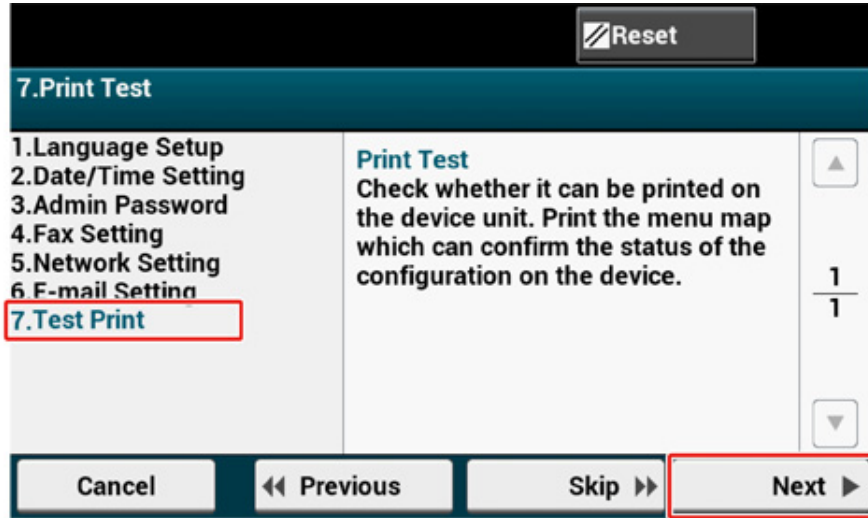 Reset
7.Print Test
1.Language Setup
2.Date/Time Setting
3.Admin Password
4.Fax Setting
5.Network Setting
6.E-mail Setting
7.Test Print
Print Test
Check whether it can be printed on
the device unit. Print the menu map
which can confirm the status of the
configuration on the device.
1
1
Cancel
Previous
Skip
Next